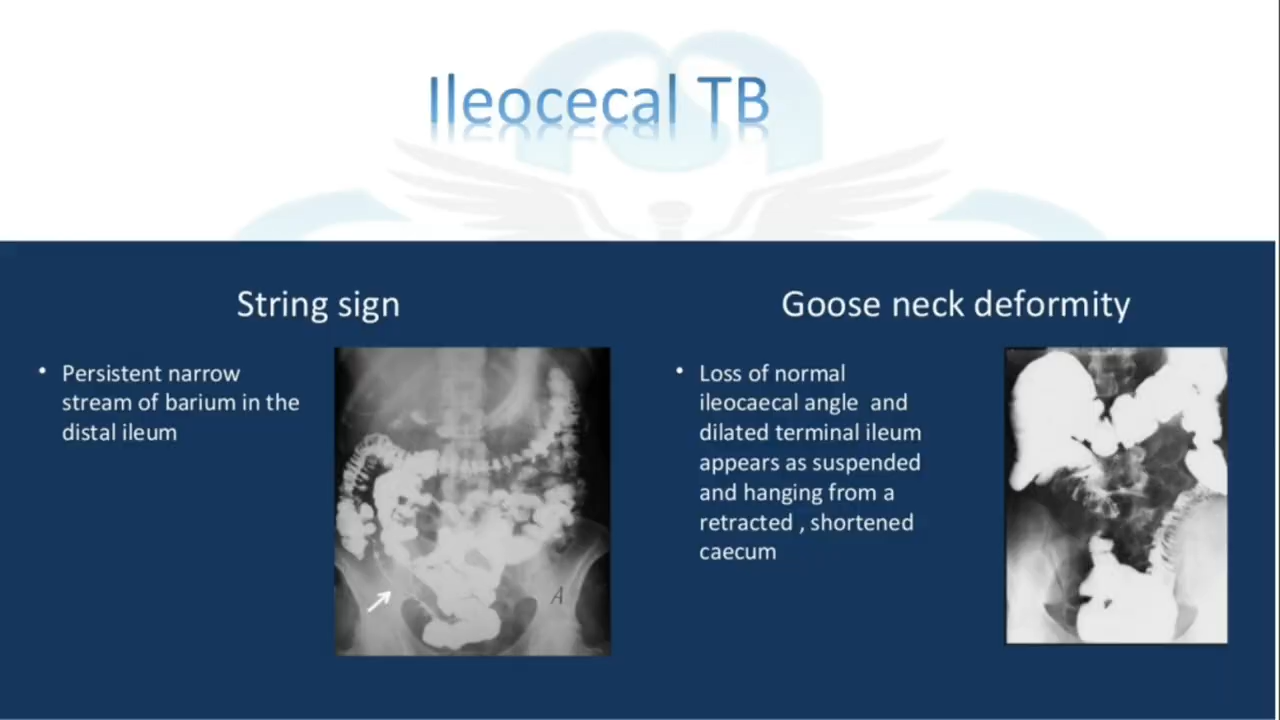 Ileocecal TB
String sign
• Persistent narrow
stream of barium in the
distal ileum
A
Goose neck deformity
• Loss of normal
ileocaecal angle and
dilated terminal ileum
appears as suspended
and hanging from a
retracted , shortened
caecum